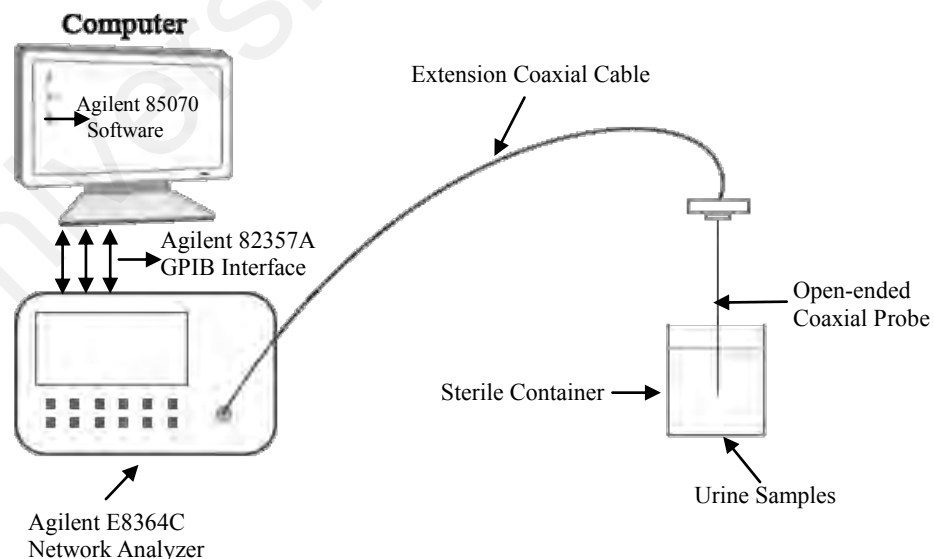 Computer
Agilent 85070
Software
Extension Coaxial Cable
Agilent 82357A
GPIB Interface
Open-ended
Coaxial Probe
Sterile Container
Urine Samples
Agilent E8364C
Network Analyzer